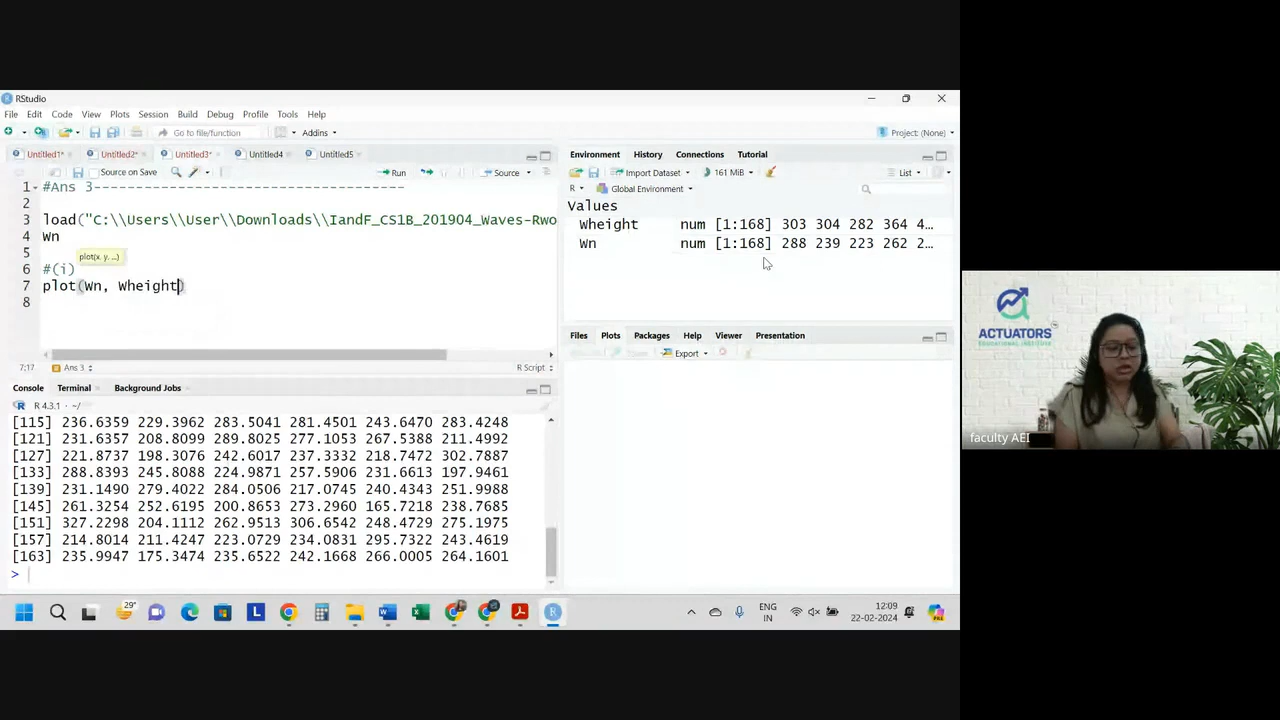 RStudio
File Edit Code View Plots Session Build Debug Profile Tools Help
Go to file/function Addins Project: (None)
Untitled1* Untitled2* Untitled3* Untitled4 Untitled5
Source on Save Run Source
1 #Ans 3-----------------------------------
2
3 load("C:\\Users\\User\\Downloads\\IandF_CS1B_201904_Waves-Rwo
4 Wn
5
plot(x, y, ...)
6 #(i)
7 plot(Wn, Wheight)
8
7:17 Ans 3 R Script
Console Terminal Background Jobs
R 4.3.1 · ~/
[115] 236.6359 229.3962 283.5041 281.4501 243.6470 283.4248
[121] 231.6357 208.8099 289.8025 277.1053 267.5388 211.4992
[127] 221.8737 198.3076 242.6017 237.3332 218.7472 302.7887
[133] 288.8393 245.8088 224.9871 257.5906 231.6613 197.9461
[139] 231.1490 279.4022 284.0506 217.0745 240.4343 251.9988
[145] 261.3254 252.6195 200.8653 273.2960 165.7218 238.7685
[151] 327.2298 204.1112 262.9513 306.6542 248.4729 275.1975
[157] 214.8014 211.4247 223.0729 234.0831 295.7322 243.4619
[163] 235.9947 175.3474 235.6522 242.1668 266.0005 264.1601
>
Environment History Connections Tutorial
Import Dataset 161 MiB List
R Global Environment
Values
Wheight num [1:168] 303 304 282 364 4…
Wn num [1:168] 288 239 223 262 2…
Files Plots Packages Help Viewer Presentation
Export
29°
ENG
IN
12:09
22-02-2024
ACTUATORS
EDUCATIONAL INSTITUTE
faculty AEI